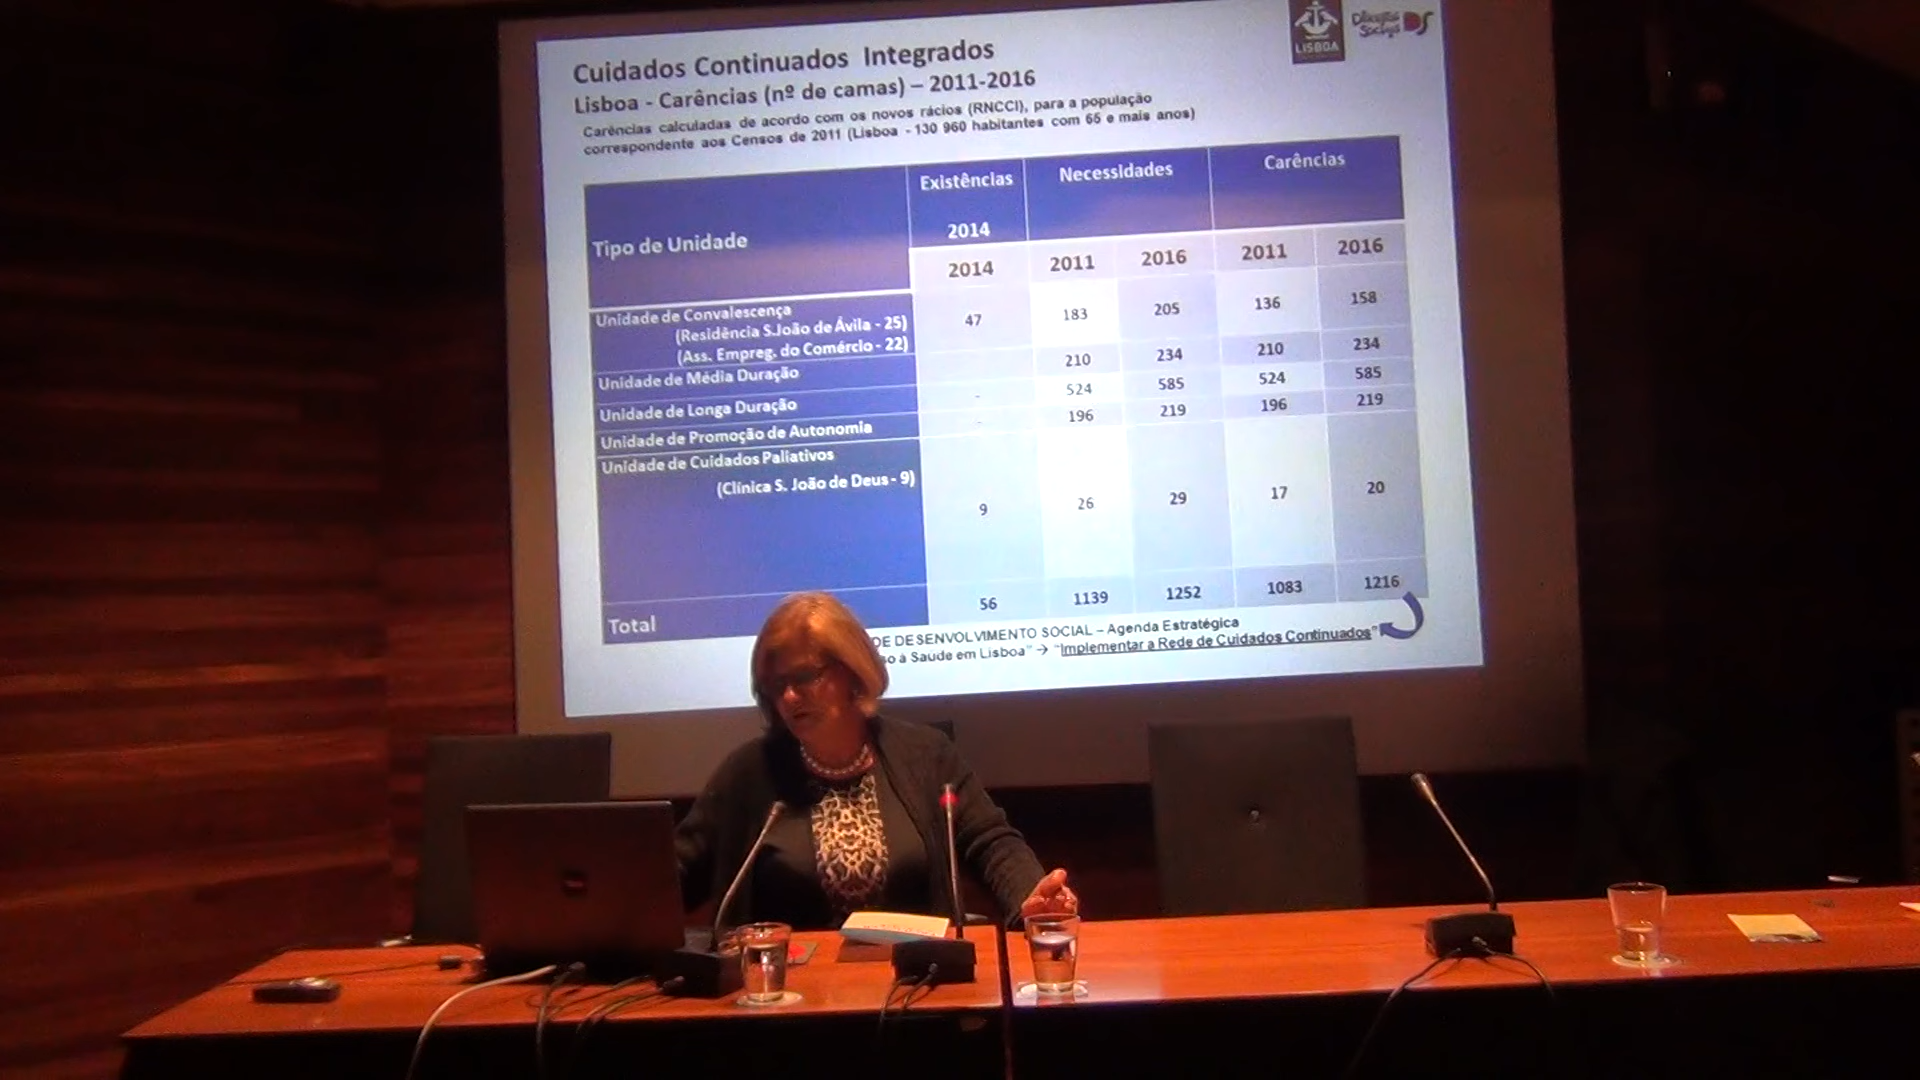 Cuidados Continuados Integrados
Lisboa - Carências (nº de camas) – 2011-2016
Carências calculadas de acordo com os novos rácios (RNCCI), para a população
correspondente aos Censos de 2011 (Lisboa - 130 960 habitantes com 65 e mais anos)
LISBOA
Direitos Sociais DS
Tipo de Unidade
Existências Necessidades Carências
2014
2014 2011 2016 2011 2016
Unidade de Convalescença
(Residência S.João de Ávila - 25)
(Ass. Empreg. do Comércio - 22)
47 183 205 136 158
Unidade de Média Duração
210 234 210 234
Unidade de Longa Duração
- 524 585 524 585
Unidade de Promoção de Autonomia
- 196 219 196 219
Unidade de Cuidados Paliativos
(Clínica S. João de Deus - 9)
9 26 29 17 20
Total 56 1139 1252 1083 1216
DE DESENVOLVIMENTO SOCIAL – Agenda Estratégica
à Saúde em Lisboa” → “Implementar a Rede de Cuidados Continuados”